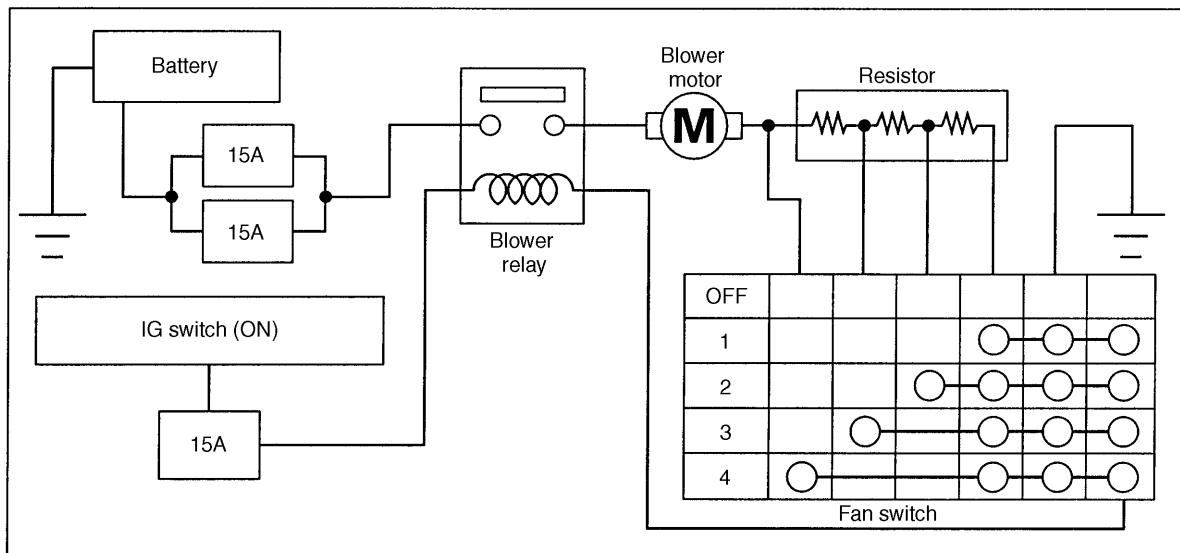 Battery
15A
15A
Blower
relay
Blower
motor
M
Resistor
IG switch (ON)
15A
OFF
1
2
3
4
Fan switch